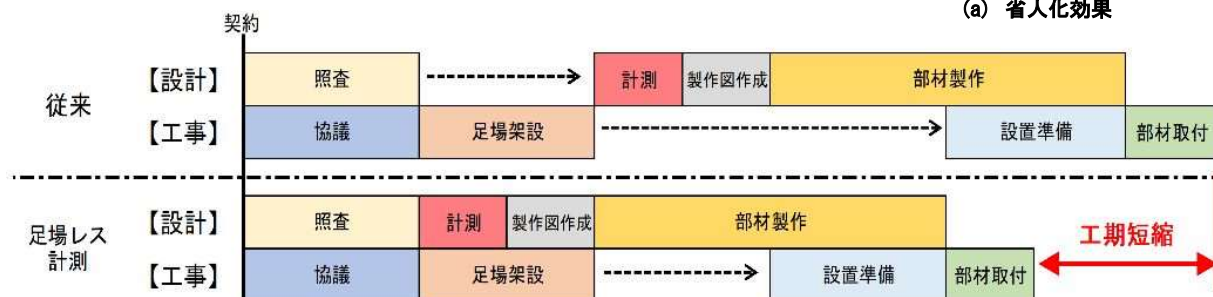 (a) 省人化効果
契約
従来
【設計】
照査
計測
製作図作成
部材製作
【工事】
協議
足場架設
設置準備
部材取付
足場レス
計測
【設計】
照査
計測
製作図作成
部材製作
工期短縮
【工事】
協議
足場架設
設置準備
部材取付